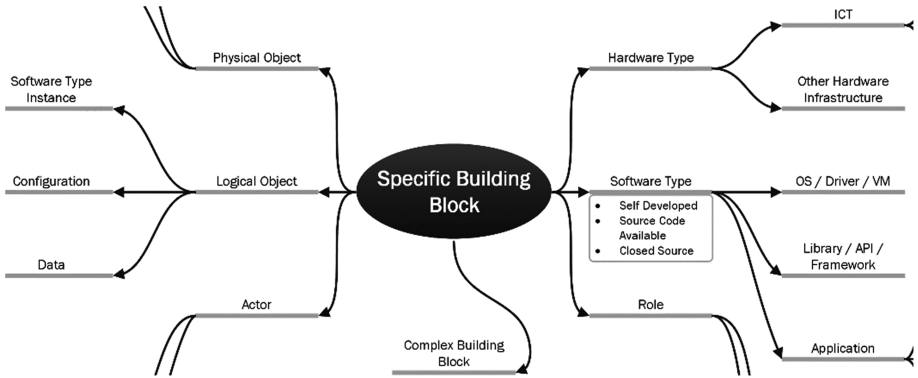 ICT
Physical Object
Hardware Type
Software Type
Instance
Other Hardware
Infrastructure
Configuration
Logical Object
Specific Building
Block
Software Type
OS / Driver / VM
• Self Developed
• Source Code
Available
• Closed Source
Library / API /
Framework
Data
Actor
Role
Complex Building
Block
Application